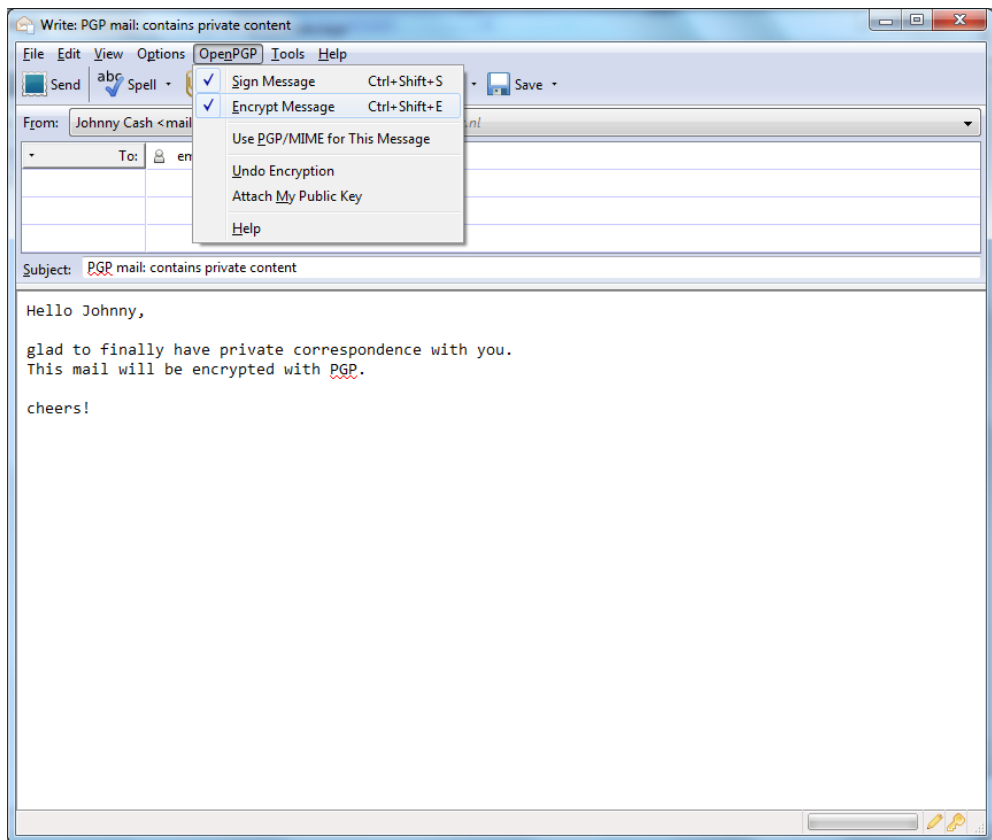 Write: PGP mail: contains private content
File Edit View Options OpenPGP Tools Help
Send abc Spell Save
Sign Message Ctrl+Shift+S
Encrypt Message Ctrl+Shift+E
Use PGP/MIME for This Message
Undo Encryption
Attach My Public Key
Help
From: Johnny Cash <mail .nl
To: en
Subject: PGP mail: contains private content
Hello Johnny,
glad to finally have private correspondence with you.
This mail will be encrypted with PGP.
cheers!